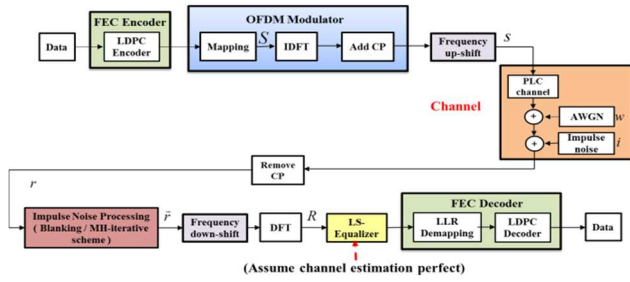 FEC Encoder
OFDM Modulator
Data
LDPC
Encoder
Mapping
S
IDFT
Add CP
Frequency
up-shift
s
Channel
PLC
channel
+
AWGN
w
+
Impulse
noise
i
Remove
CP
r
Impulse Noise Processing
( Blanking / MH-iterative
scheme )
r̃
Frequency
down-shift
DFT
R
LS-
Equalizer
FEC Decoder
LLR
Demapping
LDPC
Decoder
Data
(Assume channel estimation perfect)